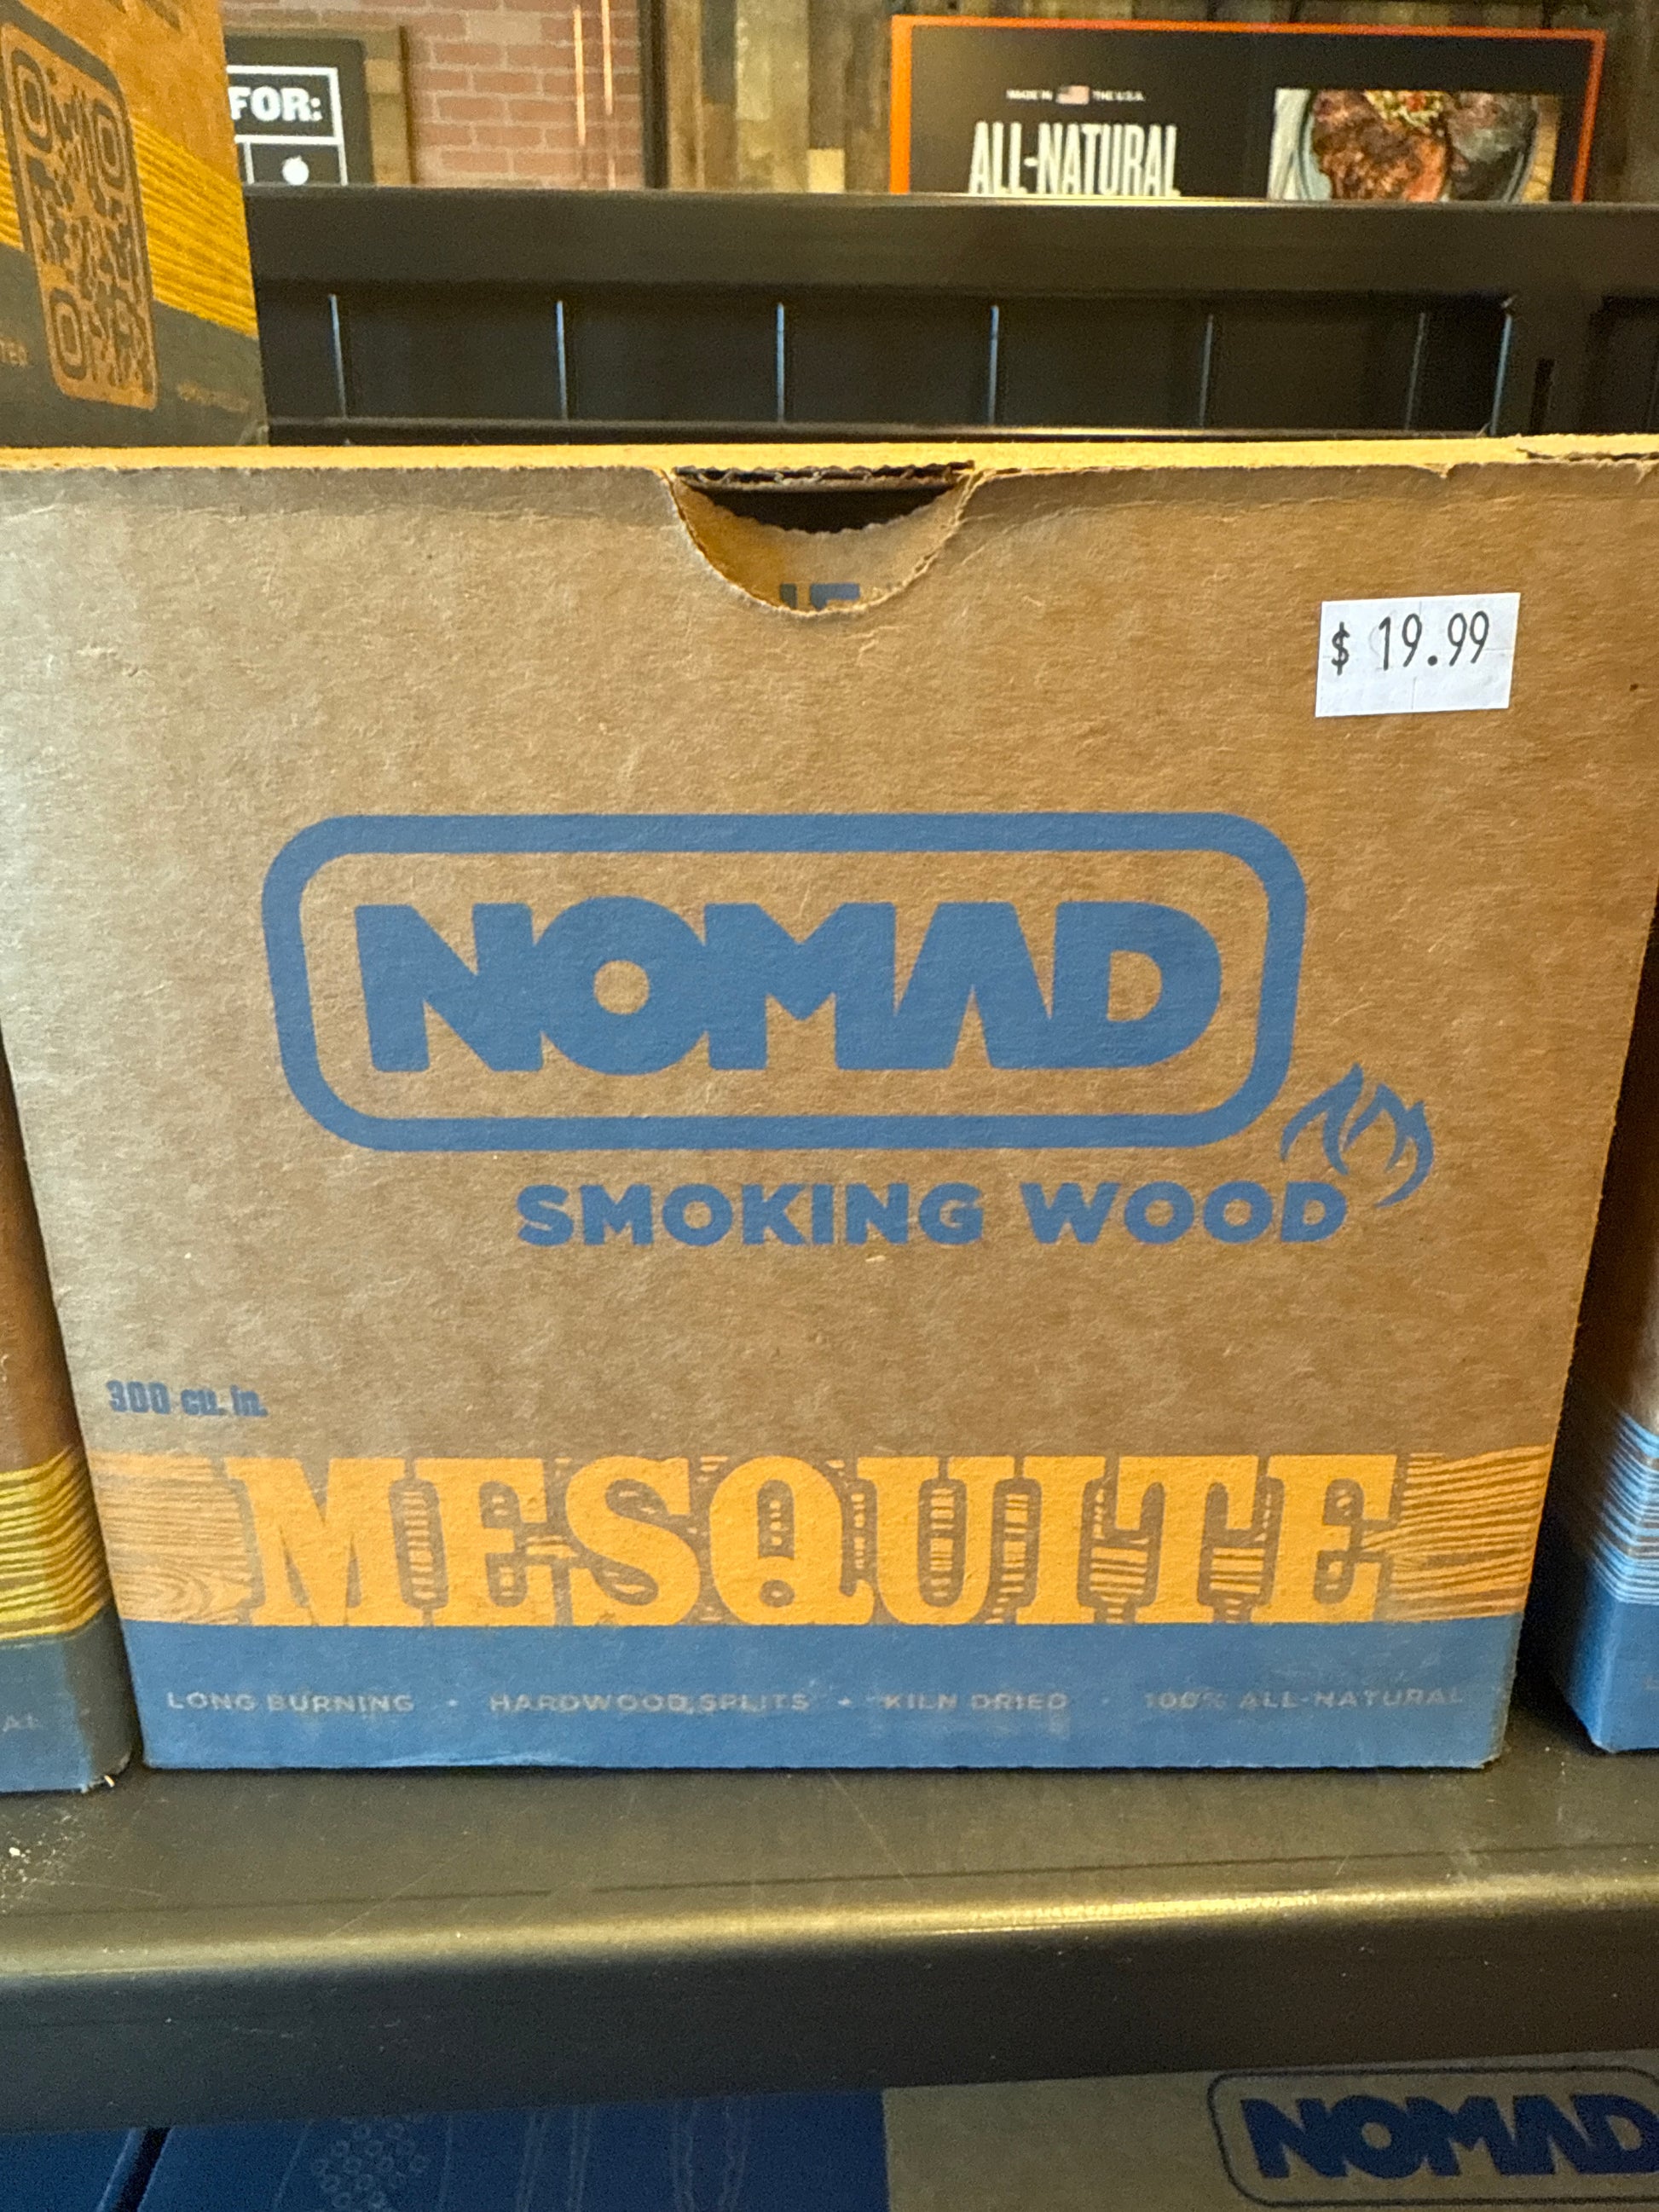 FOR:
MADE IN THE U.S.A.
ALL-NATURAL
$ 19.99
NOMAD
SMOKING WOOD
300 cu. in.
MESQUITE
LONG BURNING • HARDWOOD SPLITS • KILN DRIED • 100% ALL-NATURAL
NOMAD